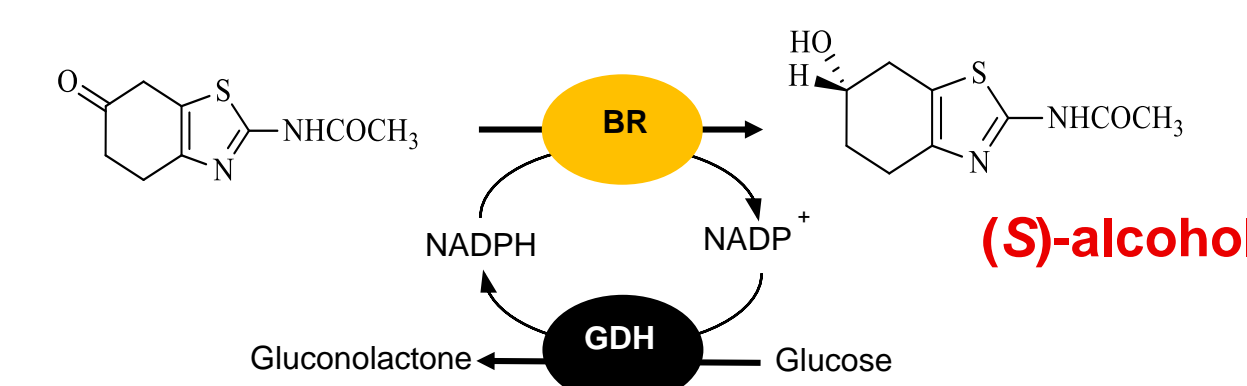 O
S
N
NHCOCH3
BR
HO
H
S
N
NHCOCH3
(S)-alcohol
NADPH
NADP+
GDH
Gluconolactone
Glucose